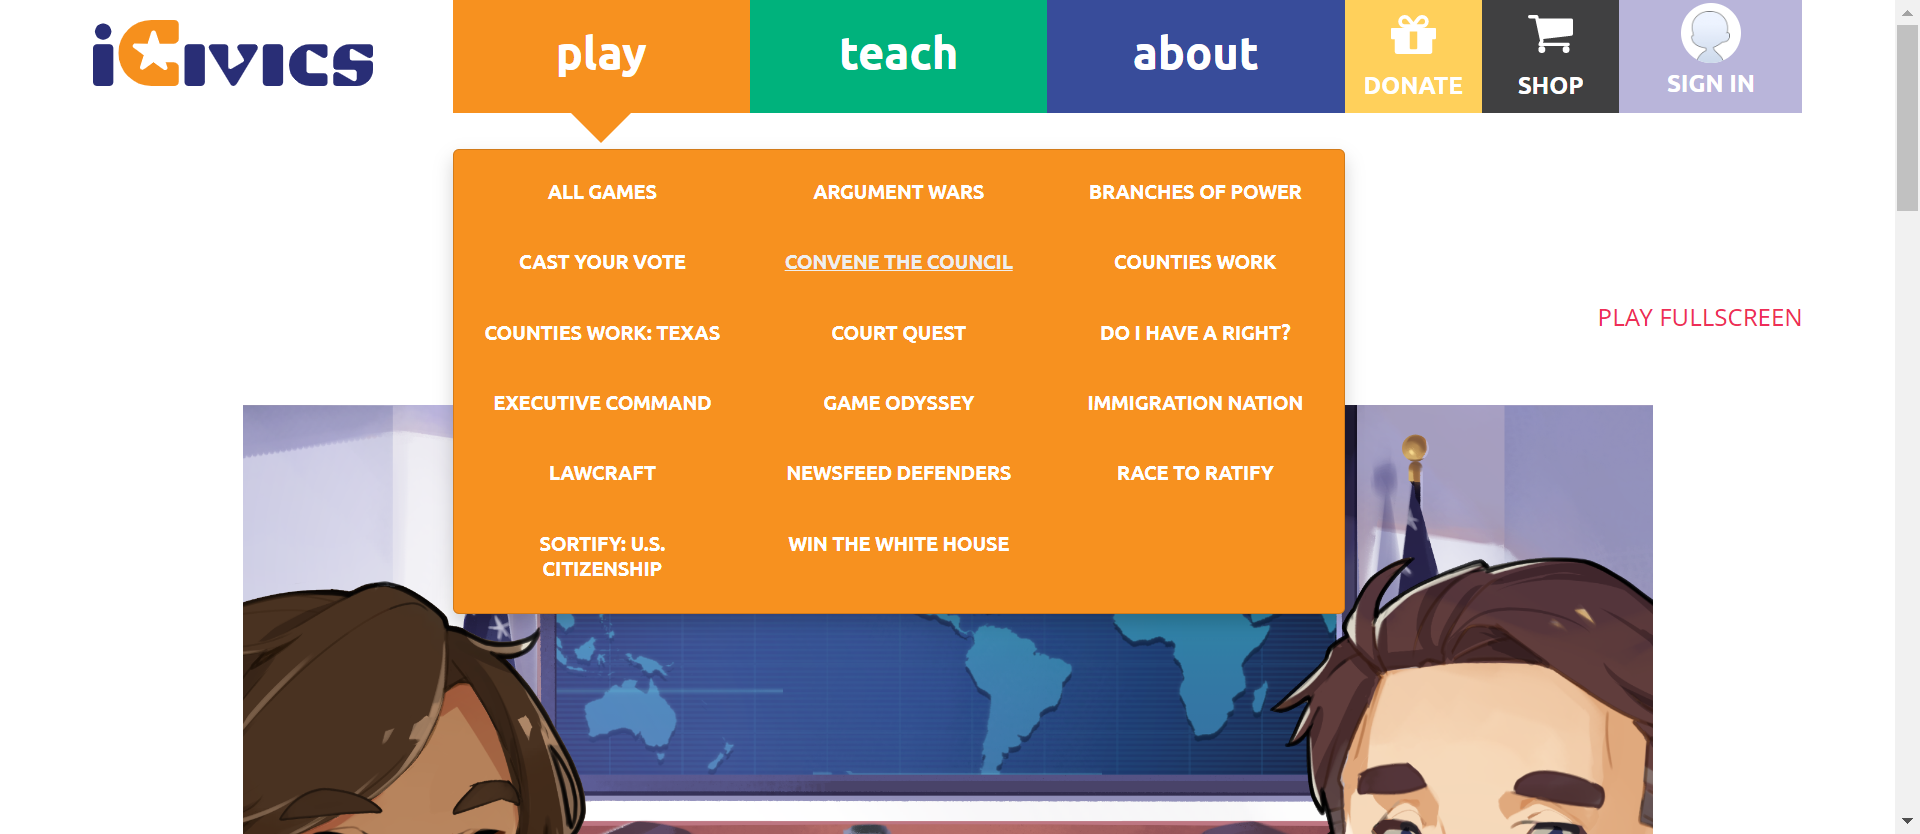 iCivics
play
teach
about
DONATE
SHOP
SIGN IN
ALL GAMES
ARGUMENT WARS
BRANCHES OF POWER
CAST YOUR VOTE
CONVENE THE COUNCIL
COUNTIES WORK
COUNTIES WORK: TEXAS
COURT QUEST
DO I HAVE A RIGHT?
EXECUTIVE COMMAND
GAME ODYSSEY
IMMIGRATION NATION
LAWCRAFT
NEWSFEED DEFENDERS
RACE TO RATIFY
SORTIFY: U.S.
CITIZENSHIP
WIN THE WHITE HOUSE
PLAY FULLSCREEN